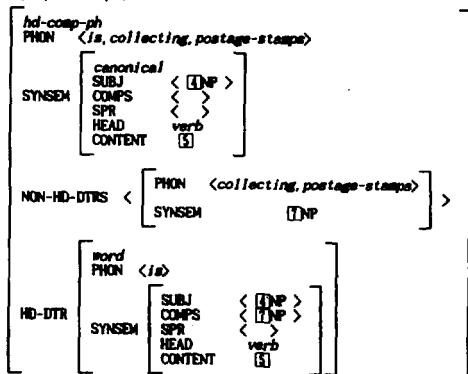 hd-comp-ph
PHON <is, collecting, postage-stamps>
canonical
SUBJ < [4]NP >
COMPS < >
SYNSEM SPR < >
HEAD verb
CONTENT [5]
PHON <collecting, postage-stamps>
NON-HD-DTRS < >
SYNSEM [7]NP
word
PHON <is>
HD-DTR SUBJ < [4]NP >
COMPS < [7]NP >
SYNSEM SPR < >
HEAD verb
CONTENT [5]